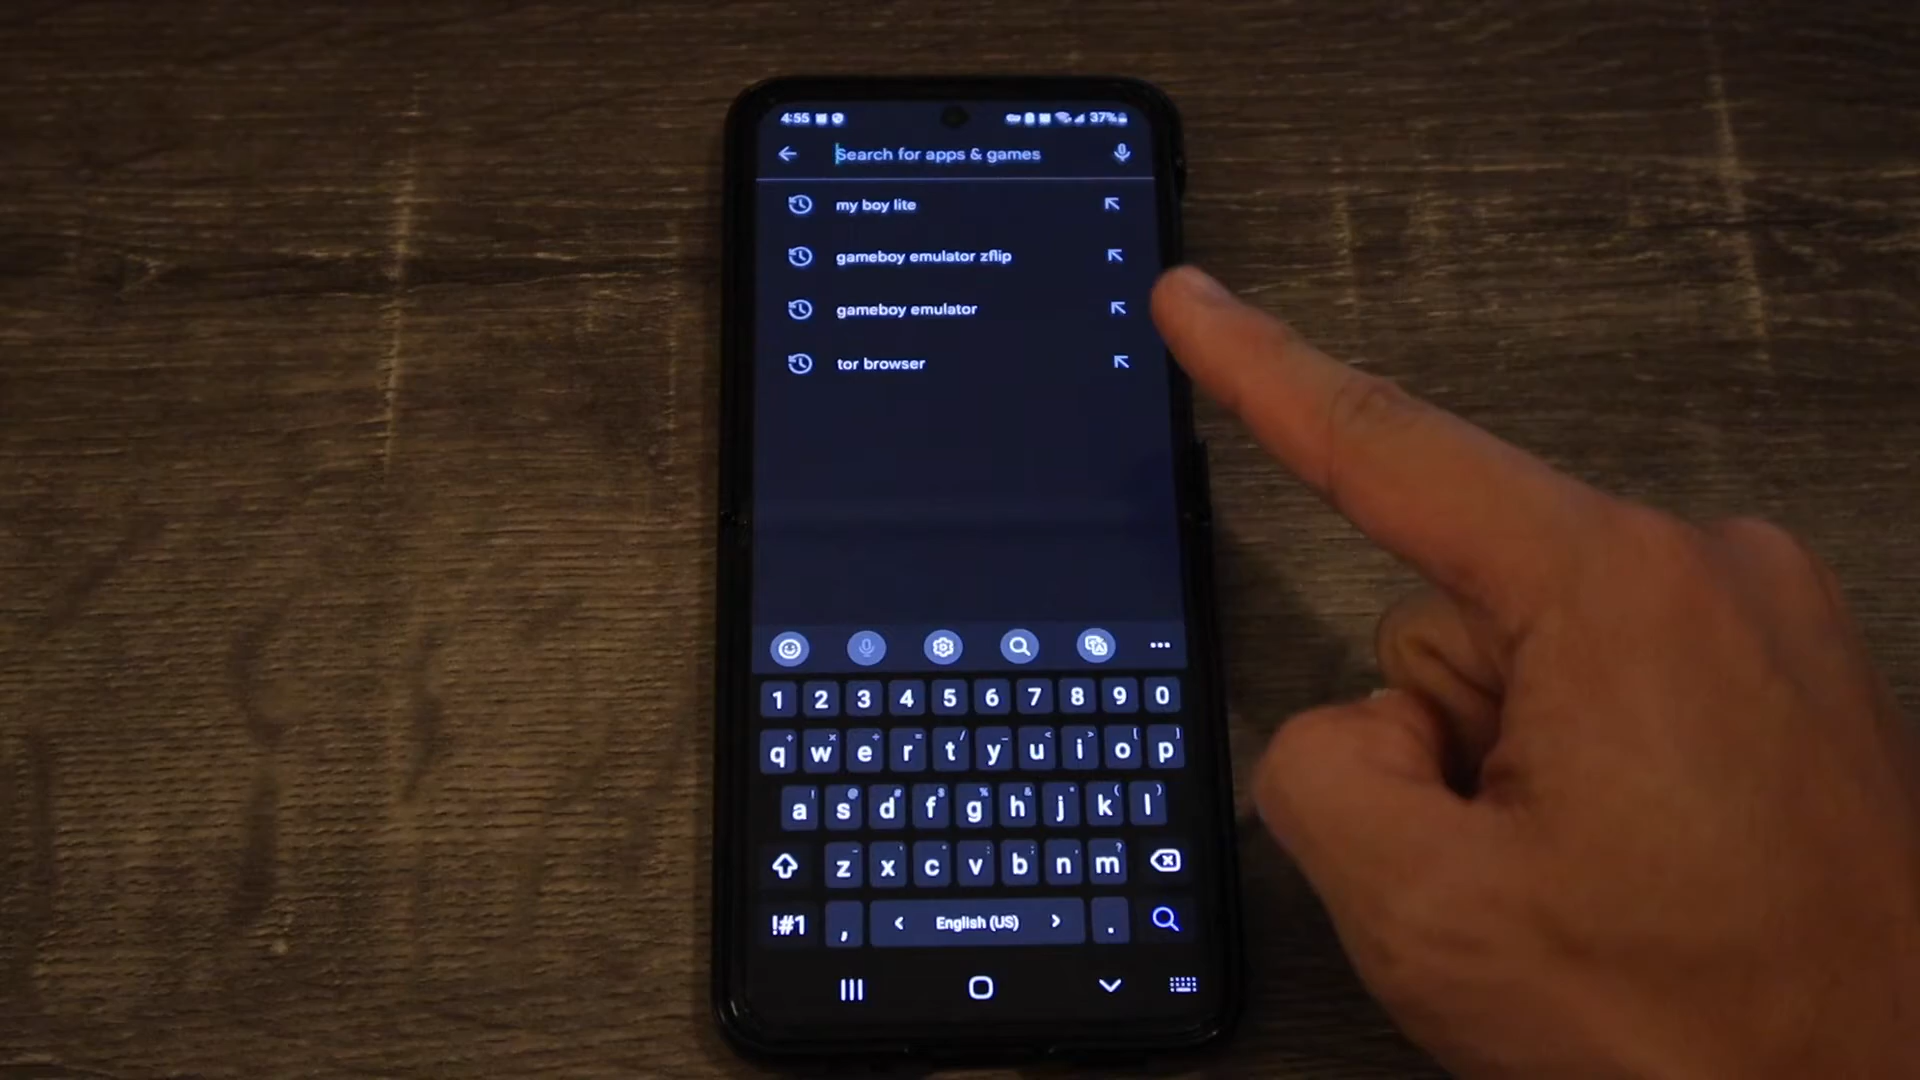 4:55 37%
Search for apps & games
my boy lite
gameboy emulator zflip
gameboy emulator
tor browser
1 2 3 4 5 6 7 8 9 0
q w e r t y u i o p
a s d f g h j k l
z x c v b n m
!#1 , < English (US) > .